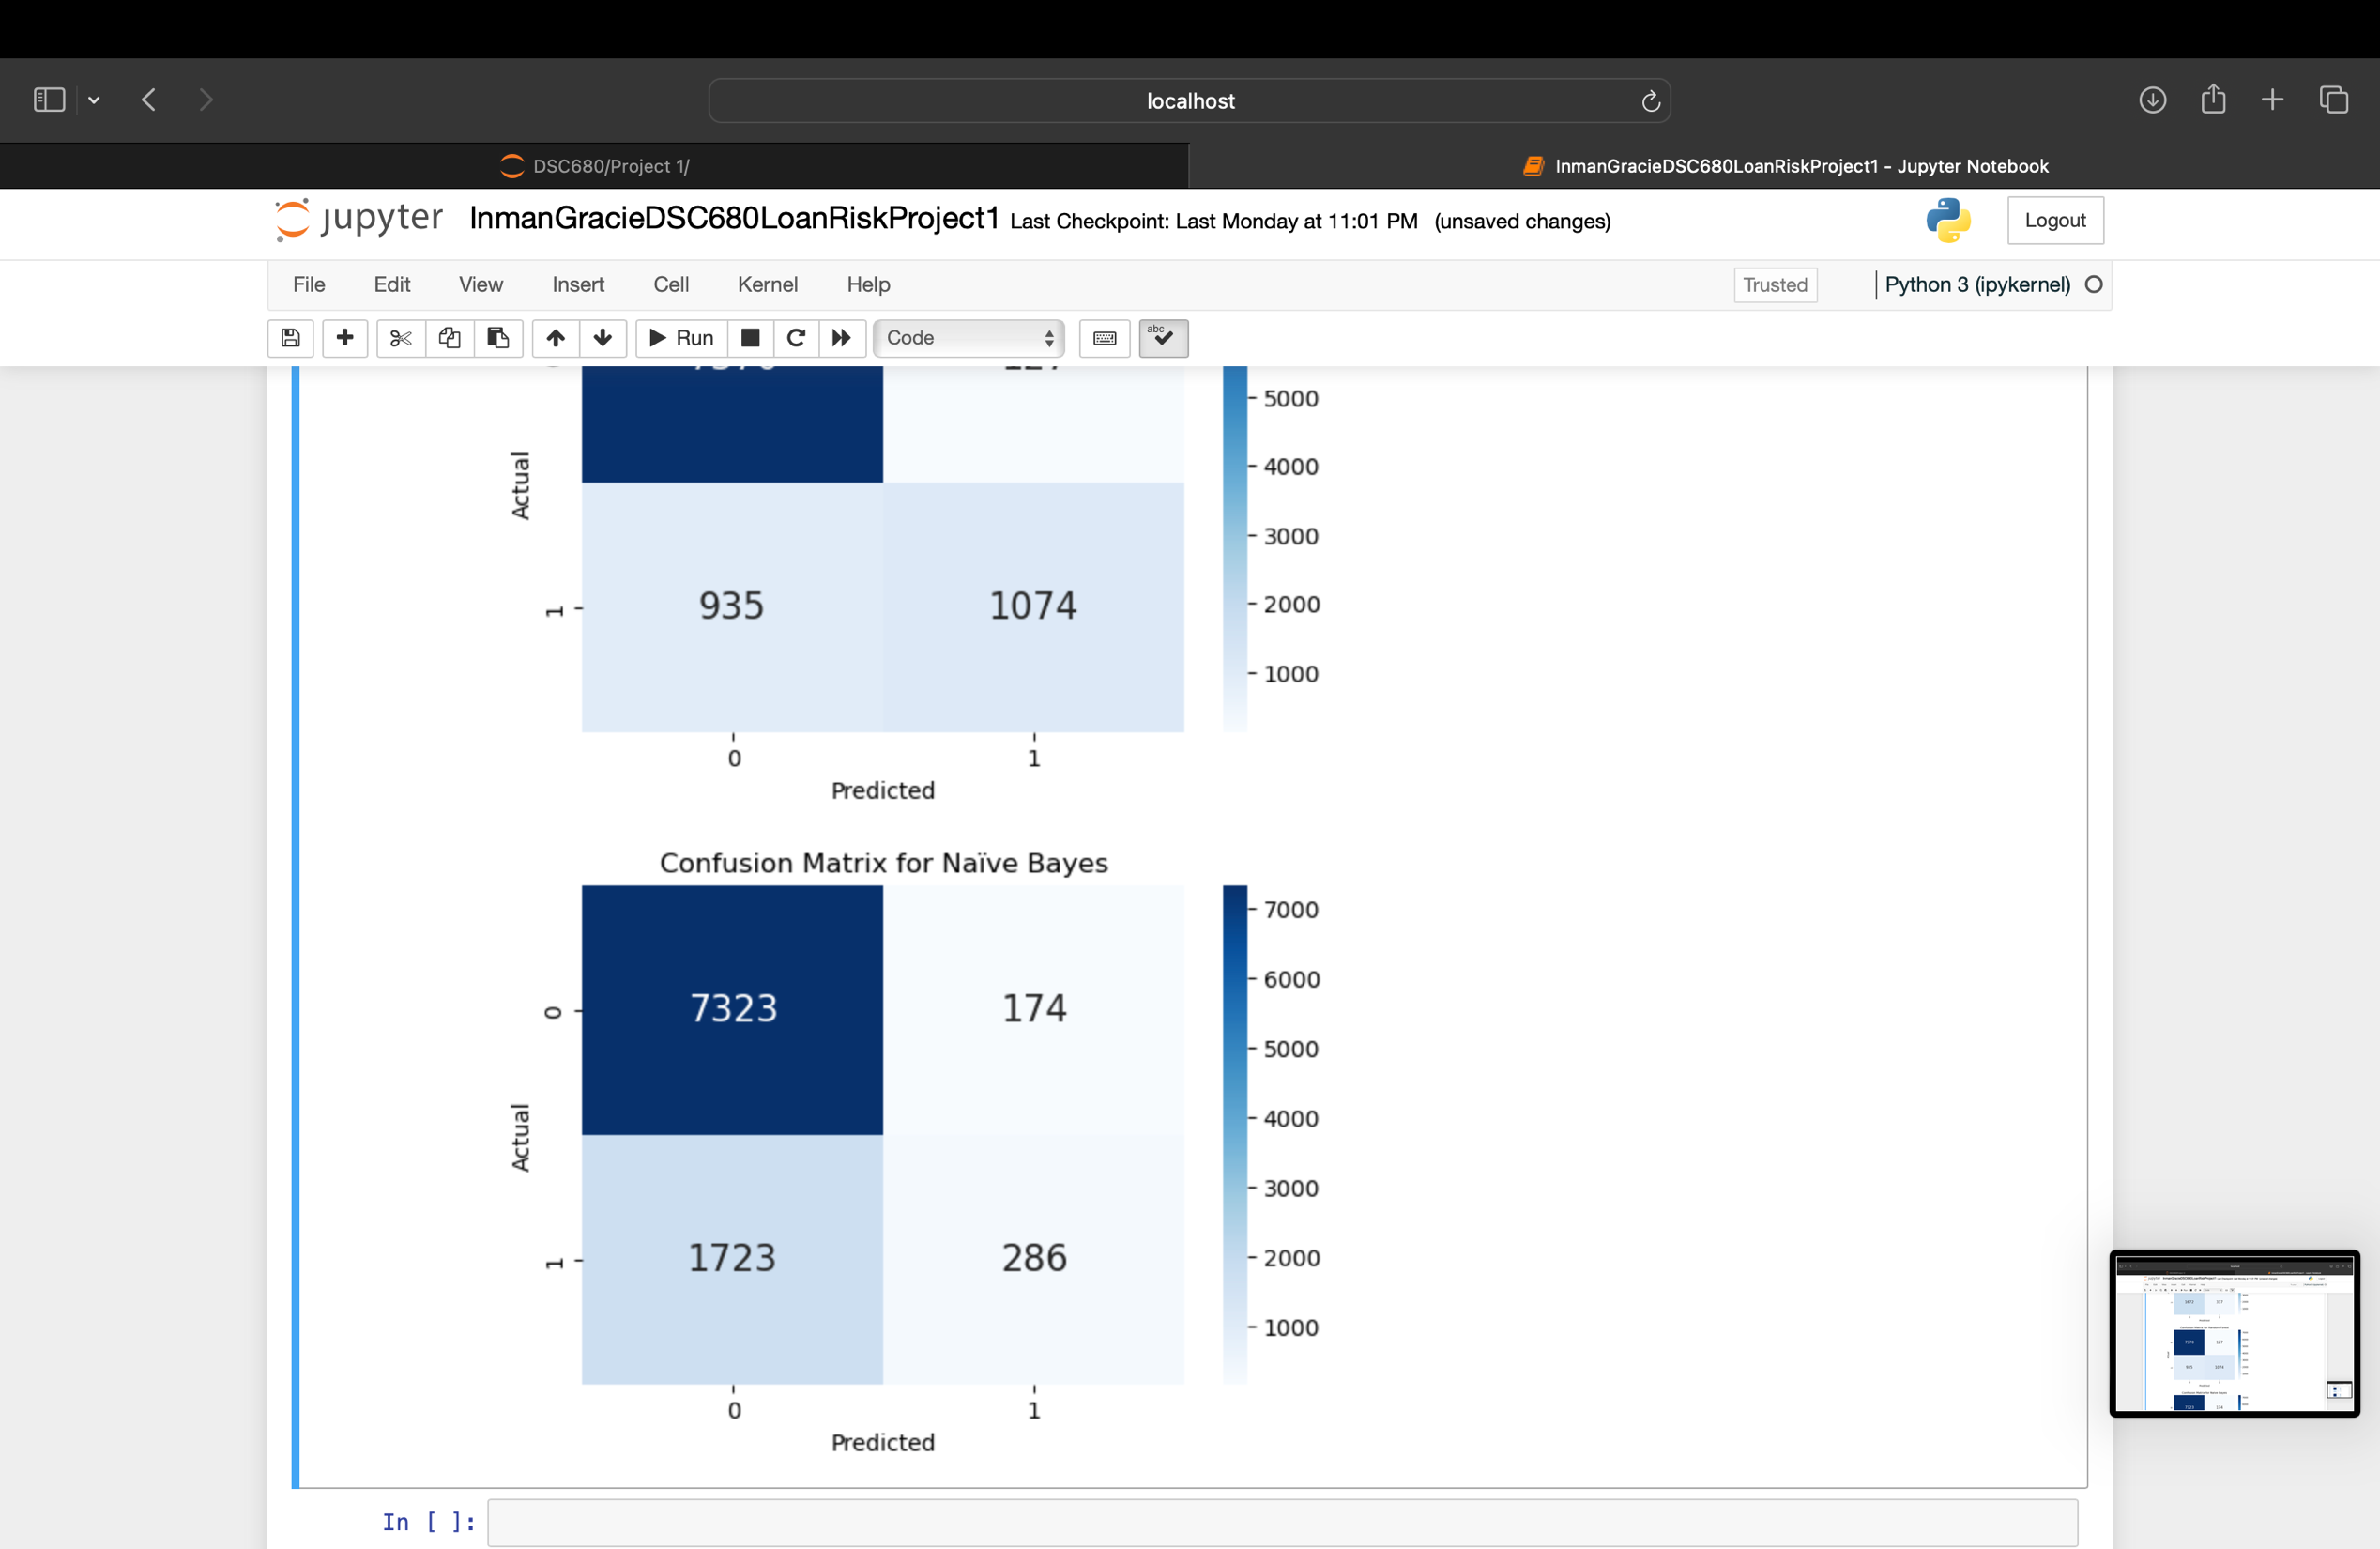 localhost
DSC680/Project 1/
InmanGracieDSC680LoanRiskProject1 - Jupyter Notebook
jupyter InmanGracieDSC680LoanRiskProject1 Last Checkpoint: Last Monday at 11:01 PM (unsaved changes)
Logout
File Edit View Insert Cell Kernel Help
Trusted
Python 3 (ipykernel)
Run
Code
abc
5000
4000
3000
2000
1000
Actual
1
935 1074
0 1
Predicted
Confusion Matrix for Naïve Bayes
7000
6000
5000
4000
3000
2000
1000
Actual
0
7323 174
1
1723 286
0 1
Predicted
In [ ]: